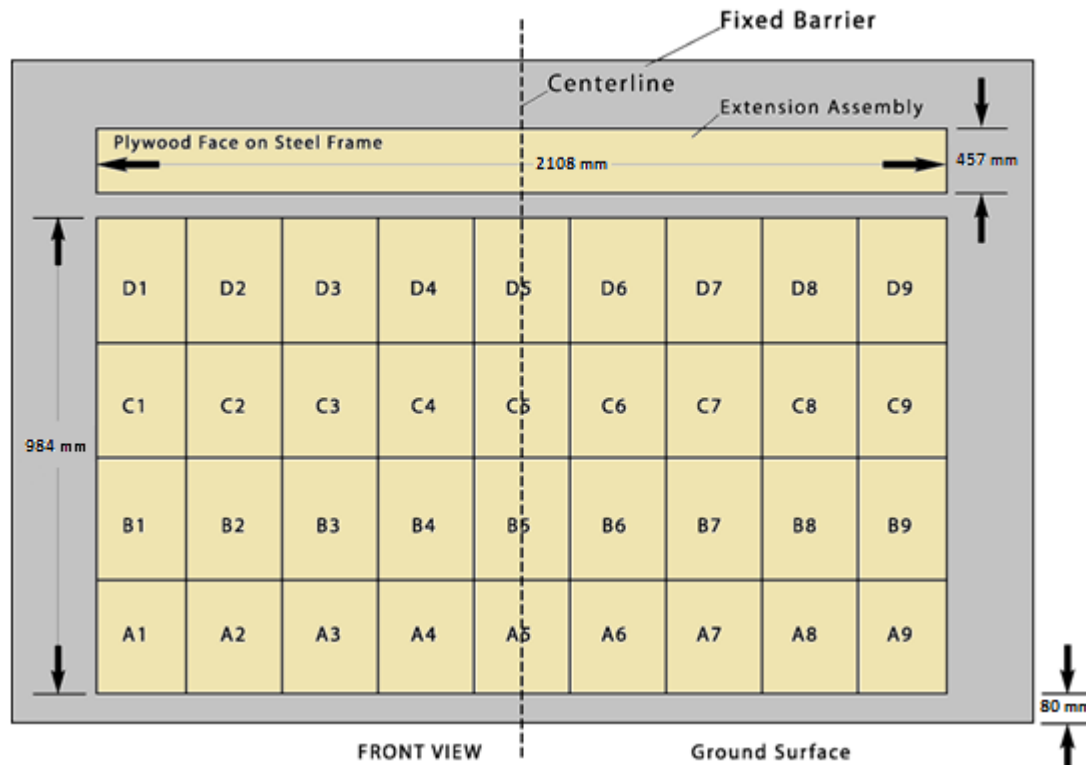 Fixed Barrier
Centerline
Extension Assembly
Plywood Face on Steel Frame
2108 mm
457 mm
D1 D2 D3 D4 D5 D6 D7 D8 D9
C1 C2 C3 C4 C5 C6 C7 C8 C9
984 mm
B1 B2 B3 B4 B5 B6 B7 B8 B9
A1 A2 A3 A4 A5 A6 A7 A8 A9
80 mm
FRONT VIEW Ground Surface